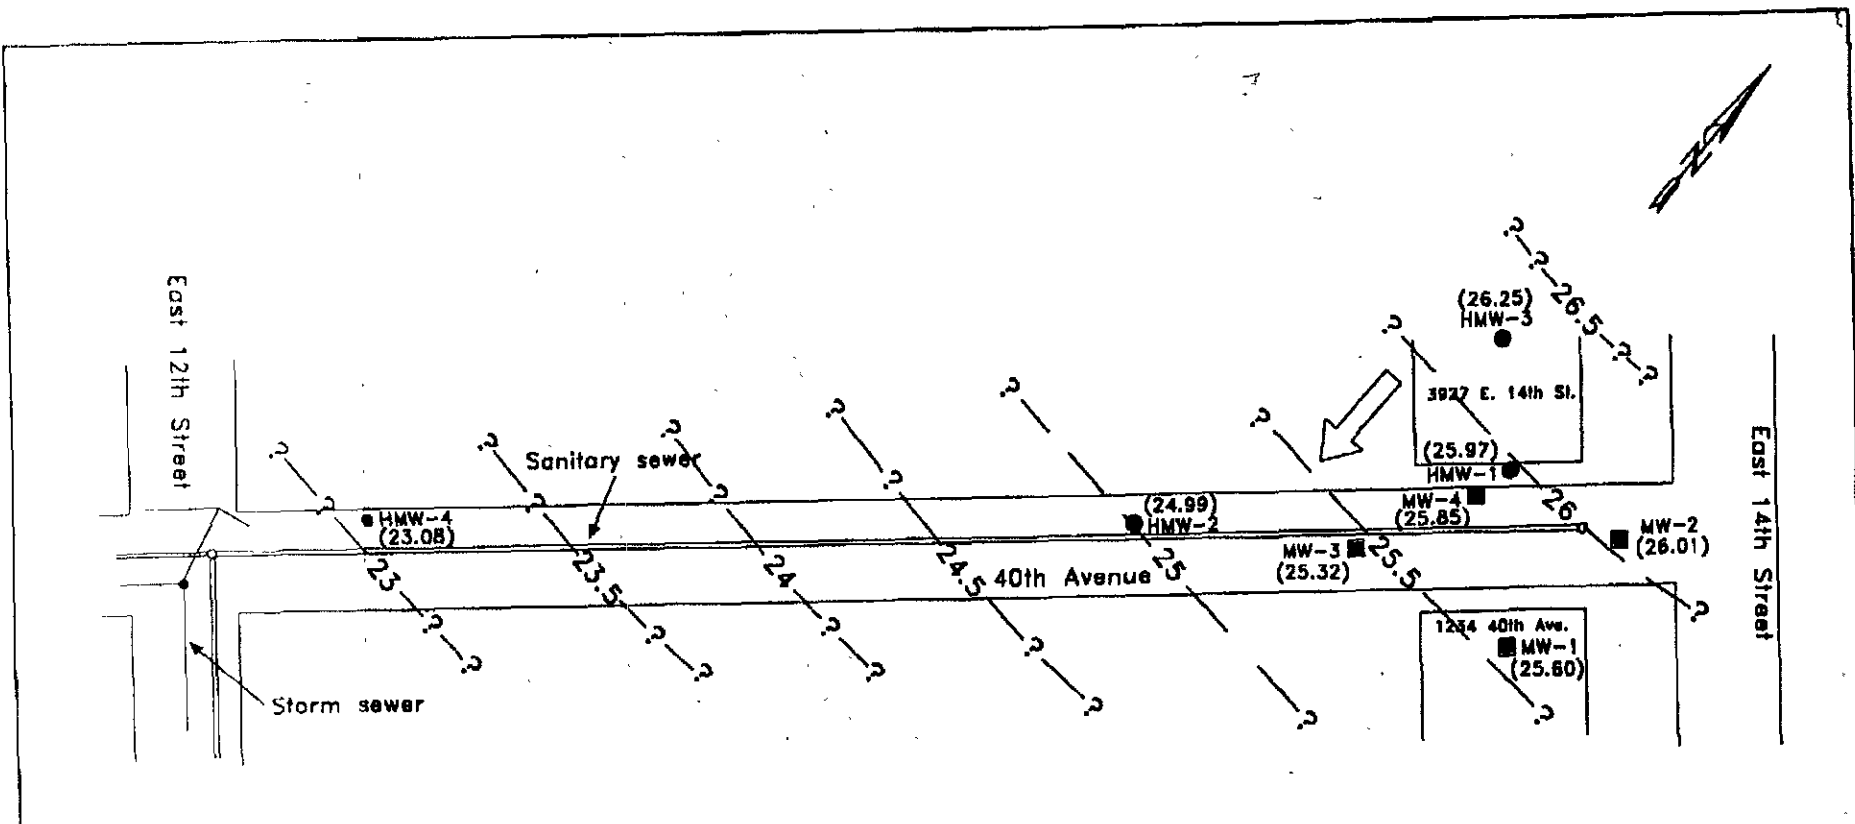 N
?
?
26.5
?
?
(26.25)
HMW-3
?
3927 E. 14th St.
(25.97)
HMW-1
26
MW-4
(25.85)
MW-2
(26.01)
?
East 12th Street
East 14th Street
?
?
?
?
?
?
Sanitary sewer
?
?
?
?
HMW-4
(23.08)
(24.99)
HMW-2
MW-3
(25.32)
23
23.5
24
24.5
25
25.5
40th Avenue
1234 40th Ave.
MW-1
(25.60)
?
?
?
?
?
?
?
?
?
?
Storm sewer